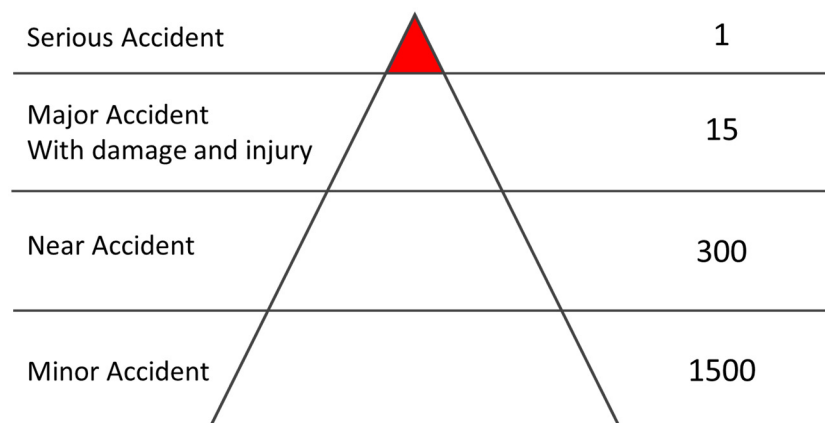 Serious Accident 1
Major Accident
With damage and injury 15
Near Accident 300
Minor Accident 1500